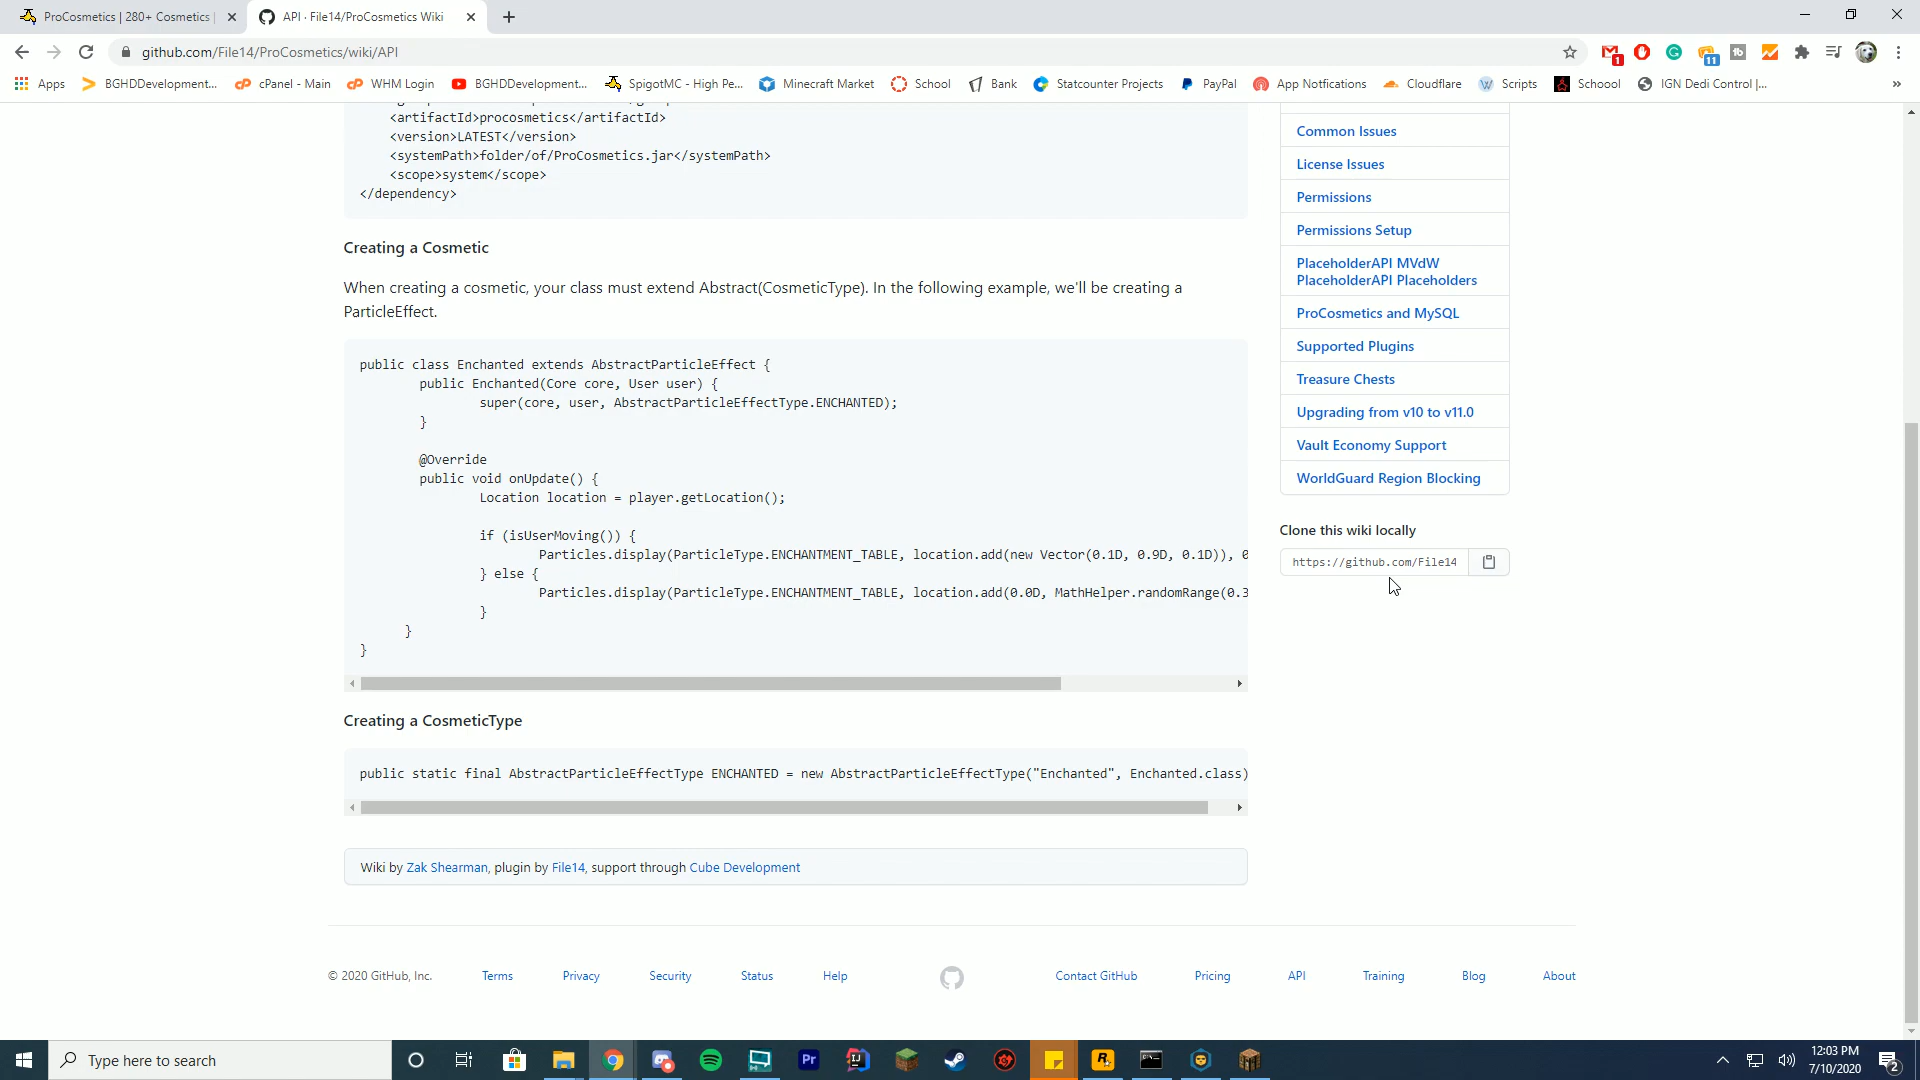 ProCosmetics | 280+ Cosmetics |
API · File14/ProCosmetics Wiki
github.com/File14/ProCosmetics/wiki/API
1
11
Apps
BGHDDevelopment...
cPanel - Main
WHM Login
BGHDDevelopment...
SpigotMC - High Pe...
Minecraft Market
School
Bank
Statcounter Projects
PayPal
App Notfications
Cloudflare
Scripts
Schoool
IGN Dedi Control |...
»
<artifactId>procosmetics</artifactId>
<version>LATEST</version>
<systemPath>folder/of/ProCosmetics.jar</systemPath>
<scope>system</scope>
</dependency>
Creating a Cosmetic
When creating a cosmetic, your class must extend Abstract(CosmeticType). In the following example, we'll be creating a
ParticleEffect.
public class Enchanted extends AbstractParticleEffect {
public Enchanted(Core core, User user) {
super(core, user, AbstractParticleEffectType.ENCHANTED);
}
@Override
public void onUpdate() {
Location location = player.getLocation();
if (isUserMoving()) {
Particles.display(ParticleType.ENCHANTMENT_TABLE, location.add(new Vector(0.1D, 0.9D, 0.1D)), 0
} else {
Particles.display(ParticleType.ENCHANTMENT_TABLE, location.add(0.0D, MathHelper.randomRange(0.3
}
}
}
Creating a CosmeticType
public static final AbstractParticleEffectType ENCHANTED = new AbstractParticleEffectType("Enchanted", Enchanted.class)
Wiki by Zak Shearman, plugin by File14, support through Cube Development
Common Issues
License Issues
Permissions
Permissions Setup
PlaceholderAPI MVdW
PlaceholderAPI Placeholders
ProCosmetics and MySQL
Supported Plugins
Treasure Chests
Upgrading from v10 to v11.0
Vault Economy Support
WorldGuard Region Blocking
Clone this wiki locally
https://github.com/File14
© 2020 GitHub, Inc.
Terms
Privacy
Security
Status
Help
Contact GitHub
Pricing
API
Training
Blog
About
Type here to search
Pr
IJ
R
12:03 PM
7/10/2020
2